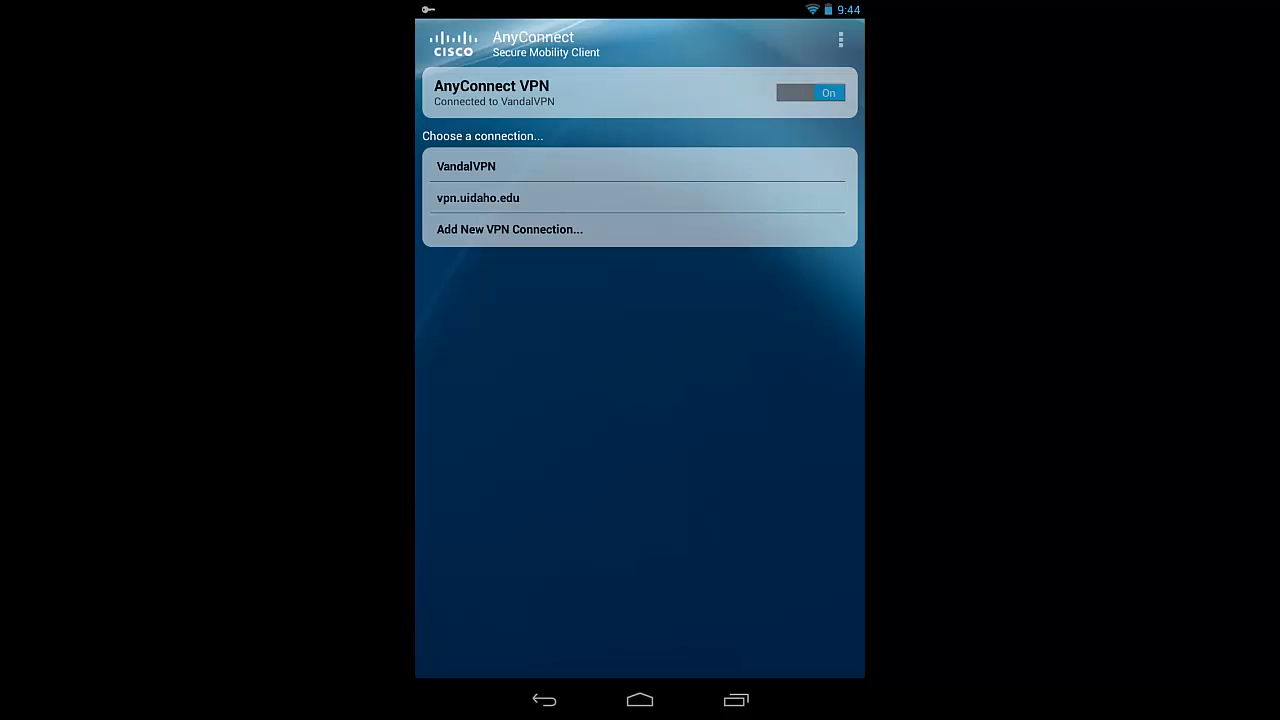 9:44
CISCO
AnyConnect
Secure Mobility Client
AnyConnect VPN
Connected to VandalVPN
On
Choose a connection...
VandalVPN
vpn.uidaho.edu
Add New VPN Connection...